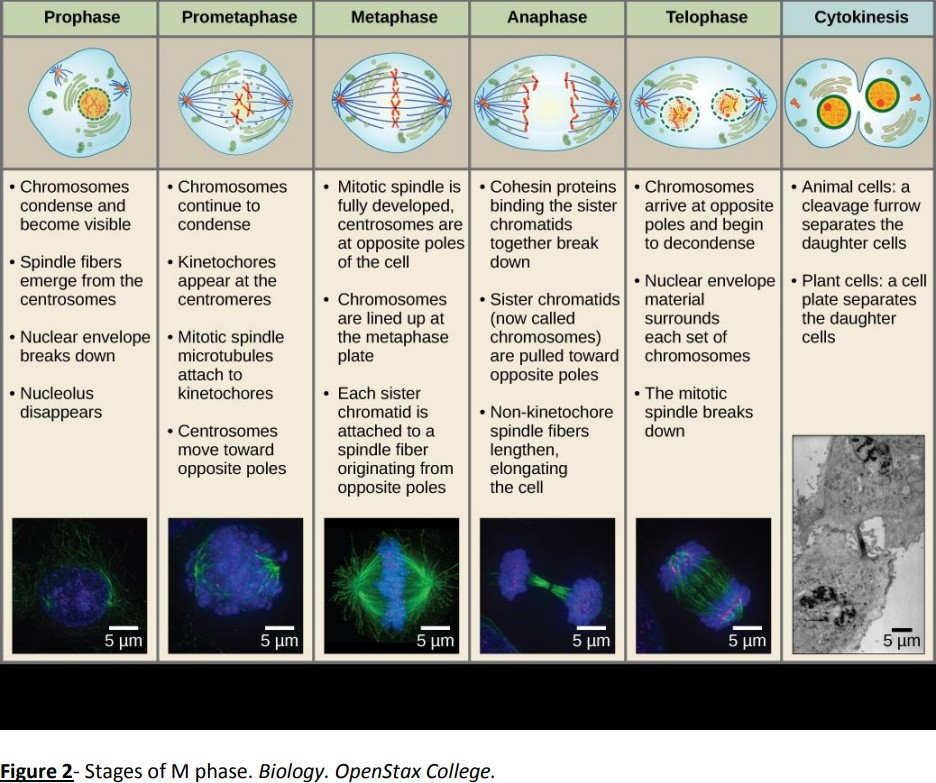 Prophase
Prometaphase
Metaphase
Anaphase
Telophase
Cytokinesis
• Chromosomes
condense and
become visible
• Spindle fibers
emerge from the
centrosomes
• Nuclear envelope
breaks down
• Nucleolus
disappears
• Chromosomes
continue to
condense
• Kinetochores
appear at the
centromeres
• Mitotic spindle
microtubules
attach to
kinetochores
• Centrosomes
move toward
opposite poles
• Mitotic spindle is
fully developed,
centrosomes are
at opposite poles
of the cell
• Chromosomes
are lined up at
the metaphase
plate
• Each sister
chromatid is
attached to a
spindle fiber
originating from
opposite poles
• Cohesin proteins
binding the sister
chromatids
together break
down
• Sister chromatids
(now called
chromosomes)
are pulled toward
opposite poles
• Non-kinetochore
spindle fibers
lengthen,
elongating
the cell
• Chromosomes
arrive at opposite
poles and begin
to decondense
• Nuclear envelope
material
surrounds
each set of
chromosomes
• The mitotic
spindle breaks
down
• Animal cells: a
cleavage furrow
separates the
daughter cells
• Plant cells: a cell
plate separates
the daughter
cells
5 μm
5 μm
5 μm
5 μm
5 μm
5 μm
Figure 2- Stages of M phase. Biology. OpenStax College.